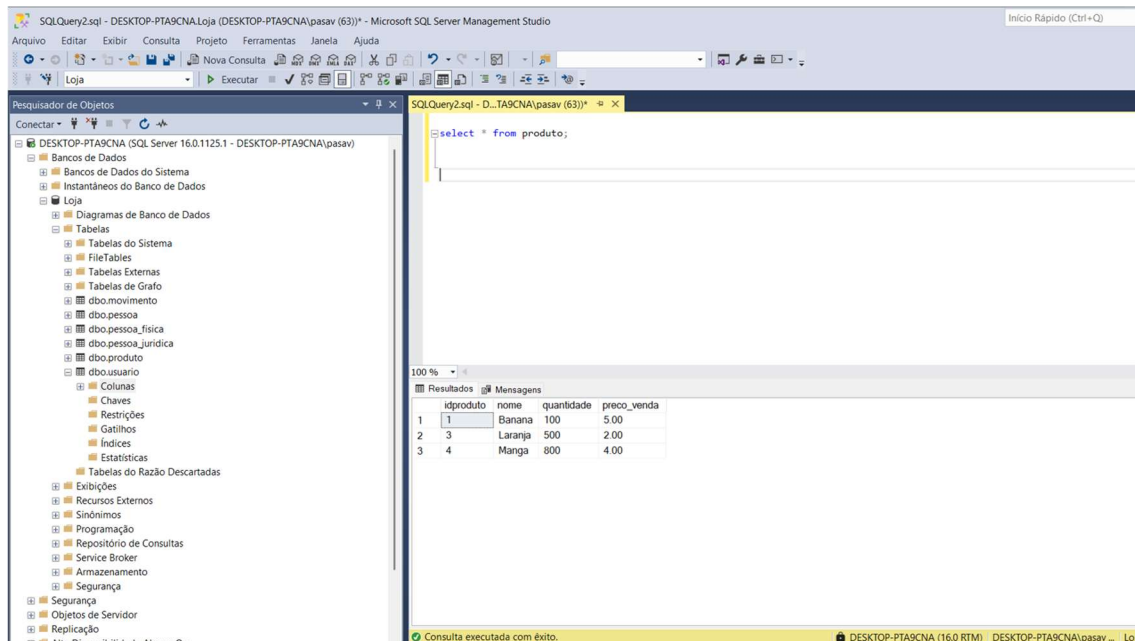 SQLQuery2.sql - DESKTOP-PTA9CNA.Loja (DESKTOP-PTA9CNA\pasav (63))* - Microsoft SQL Server Management Studio
Início Rápido (Ctrl+Q)
Arquivo Editar Exibir Consulta Projeto Ferramentas Janela Ajuda
Nova Consulta
Loja Executar
Pesquisador de Objetos
SQLQuery2.sql - D...TA9CNA\pasav (63))*
Conectar
DESKTOP-PTA9CNA (SQL Server 16.0.1125.1 - DESKTOP-PTA9CNA\pasav)
Bancos de Dados
Bancos de Dados do Sistema
Instantâneos do Banco de Dados
Loja
Diagramas de Banco de Dados
Tabelas
Tabelas do Sistema
FileTables
Tabelas Externas
Tabelas de Grafo
dbo.movimento
dbo.pessoa
dbo.pessoa_fisica
dbo.pessoa_juridica
dbo.produto
dbo.usuario
Colunas
Chaves
Restrições
Gatilhos
Índices
Estatísticas
Tabelas do Razão Descartadas
Exibições
Recursos Externos
Sinônimos
Programação
Repositório de Consultas
Service Broker
Armazenamento
Segurança
Segurança
Objetos de Servidor
Replicação
select * from produto;
100 %
Resultados Mensagens
idproduto nome quantidade preco_venda
1 1 Banana 100 5.00
2 3 Laranja 500 2.00
3 4 Manga 800 4.00
Consulta executada com êxito.
DESKTOP-PTA9CNA (16.0 RTM) DESKTOP-PTA9CNA\pasav ... Lo